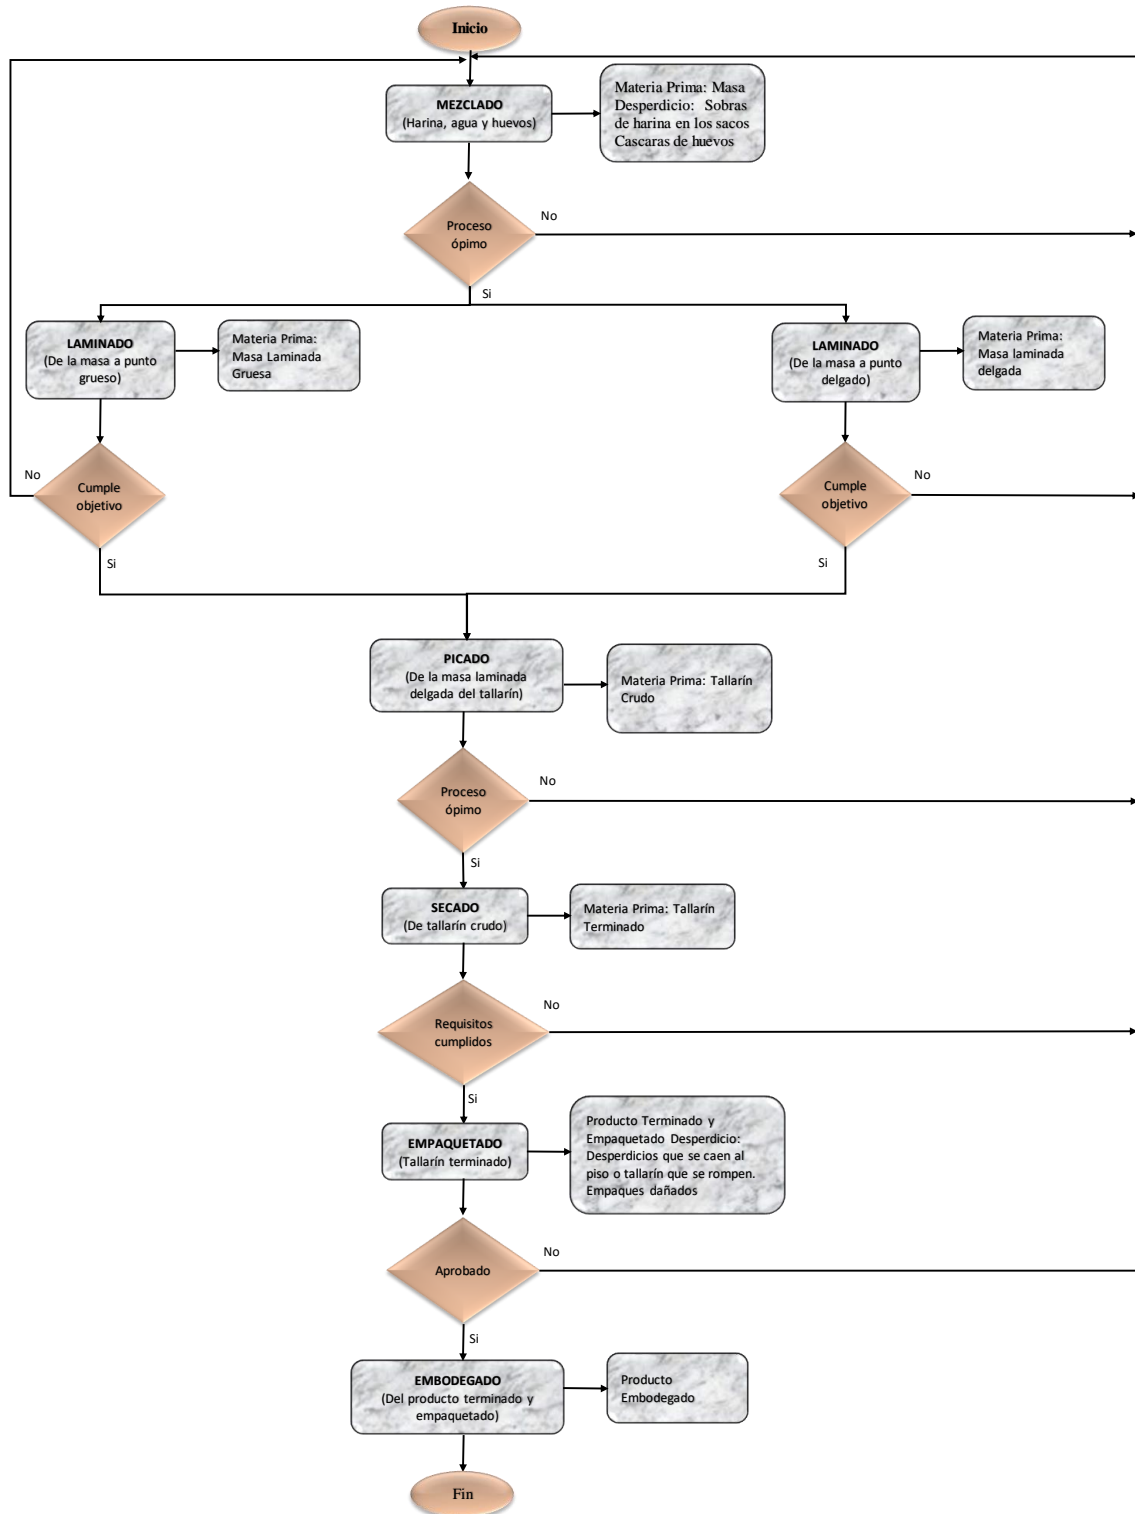 Inicio
MEZCLADO
(Harina, agua y huevos)
Materia Prima: Masa
Desperdicio: Sobras
de harina en los sacos
Cascaras de huevos
Proceso
ópimo
No
Si
LAMINADO
(De la masa a punto
grueso)
Materia Prima:
Masa Laminada
Gruesa
LAMINADO
(De la masa a punto
delgado)
Materia Prima:
Masa laminada
delgada
No
Cumple
objetivo
Si
Cumple
objetivo
No
Si
PICADO
(De la masa laminada
delgada del tallarín)
Materia Prima: Tallarín
Crudo
Proceso
ópimo
No
Si
SECADO
(De tallarín crudo)
Materia Prima: Tallarín
Terminado
Requisitos
cumplidos
No
Si
EMPAQUETADO
(Tallarín terminado)
Producto Terminado y
Empaquetado Desperdicio:
Desperdicios que se caen al
piso o tallarín que se rompen.
Empaques dañados
Aprobado
No
Si
EMBODEGADO
(Del producto terminado y
empaquetado)
Producto
Embodegado
Fin